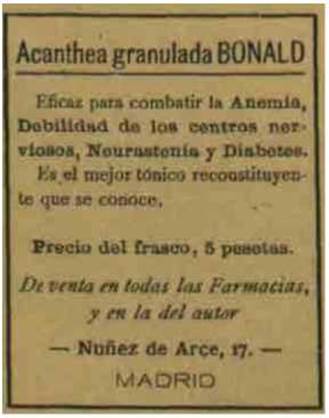 Acanthea granulada BONALD
Eficaz para combatir la Anemia,
Debilidad de los centros ner-
viosos, Neurastenia y Diabetes.
Es el mejor tónico reconstituyen-
te que se conoce.
Precio del frasco, 5 pesetas.
De venta en todas las Farmacias,
y en la del autor
— Nuñez de Arce, 17. —
MADRID